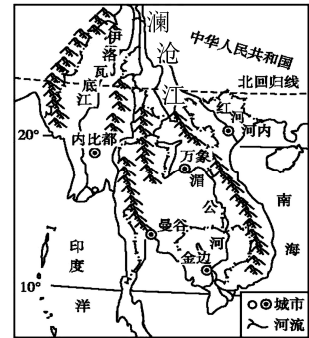 伊洛瓦底江
澜沧江
中华人民共和国
北回归线
红河
河内
20°
内比都
万象
湄公河
曼谷
金边
南海
印度洋
10°
城市
河流